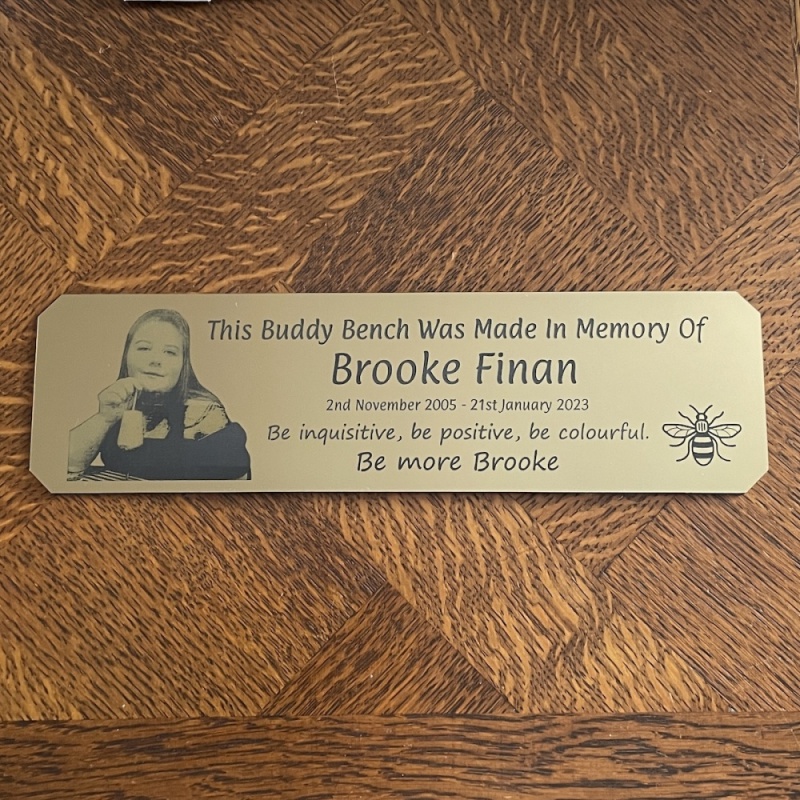 This Buddy Bench Was Made In Memory Of
Brooke Finan
2nd November 2005 - 21st January 2023
Be inquisitive, be positive, be colourful.
Be more Brooke